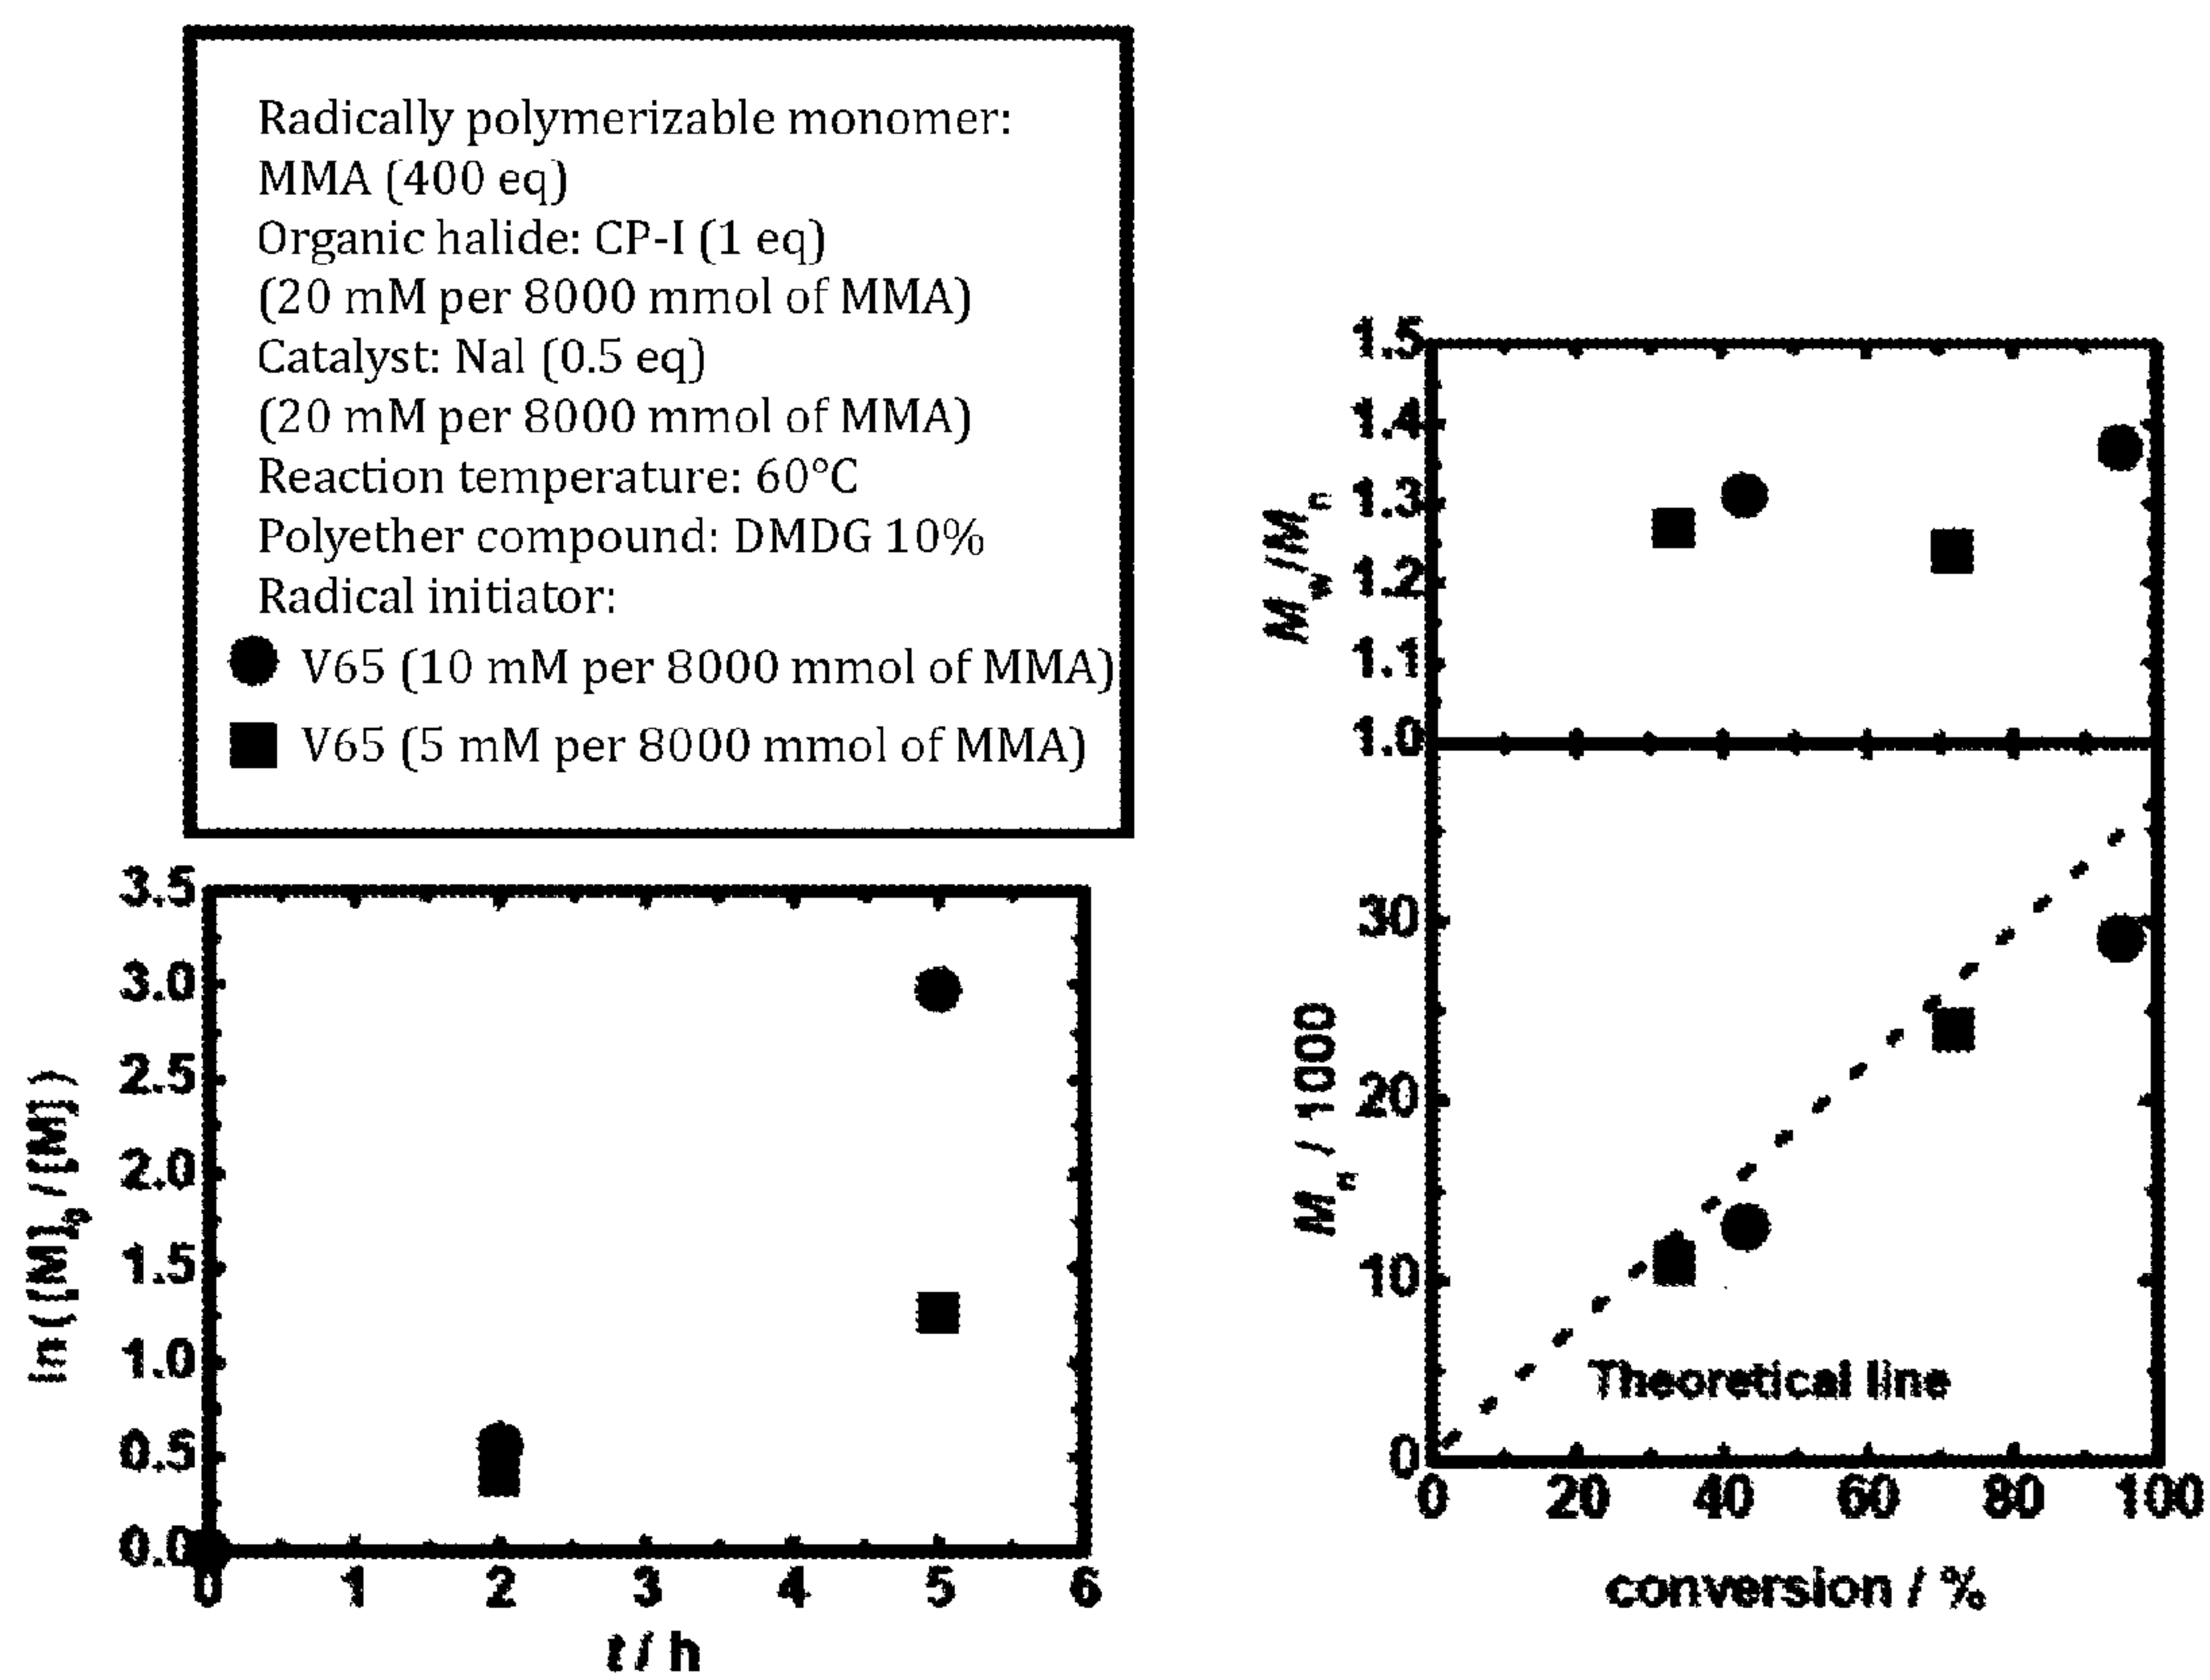 Radically polymerizable monomer:
MMA (400 eq)
Organic halide: CP-I (1 eq)
(20 mM per 8000 mmol of MMA)
Catalyst: Nal (0.5 eq)
(20 mM per 8000 mmol of MMA)
Reaction temperature: 60°C
Polyether compound: DMDG 10%
Radical initiator:
V65 (10 mM per 8000 mmol of MMA)
V65 (5 mM per 8000 mmol of MMA)
3.5
3.0
2.5
2.0
1.5
1.0
0.5
0.0
ln([M]0/[M])
0 1 2 3 4 5 6
t / h
1.5
1.4
1.3
1.2
1.1
1.0
Mw/Mn
30
20
10
0
Mn / 1000
Theoretical line
0 20 40 60 80 100
conversion / %